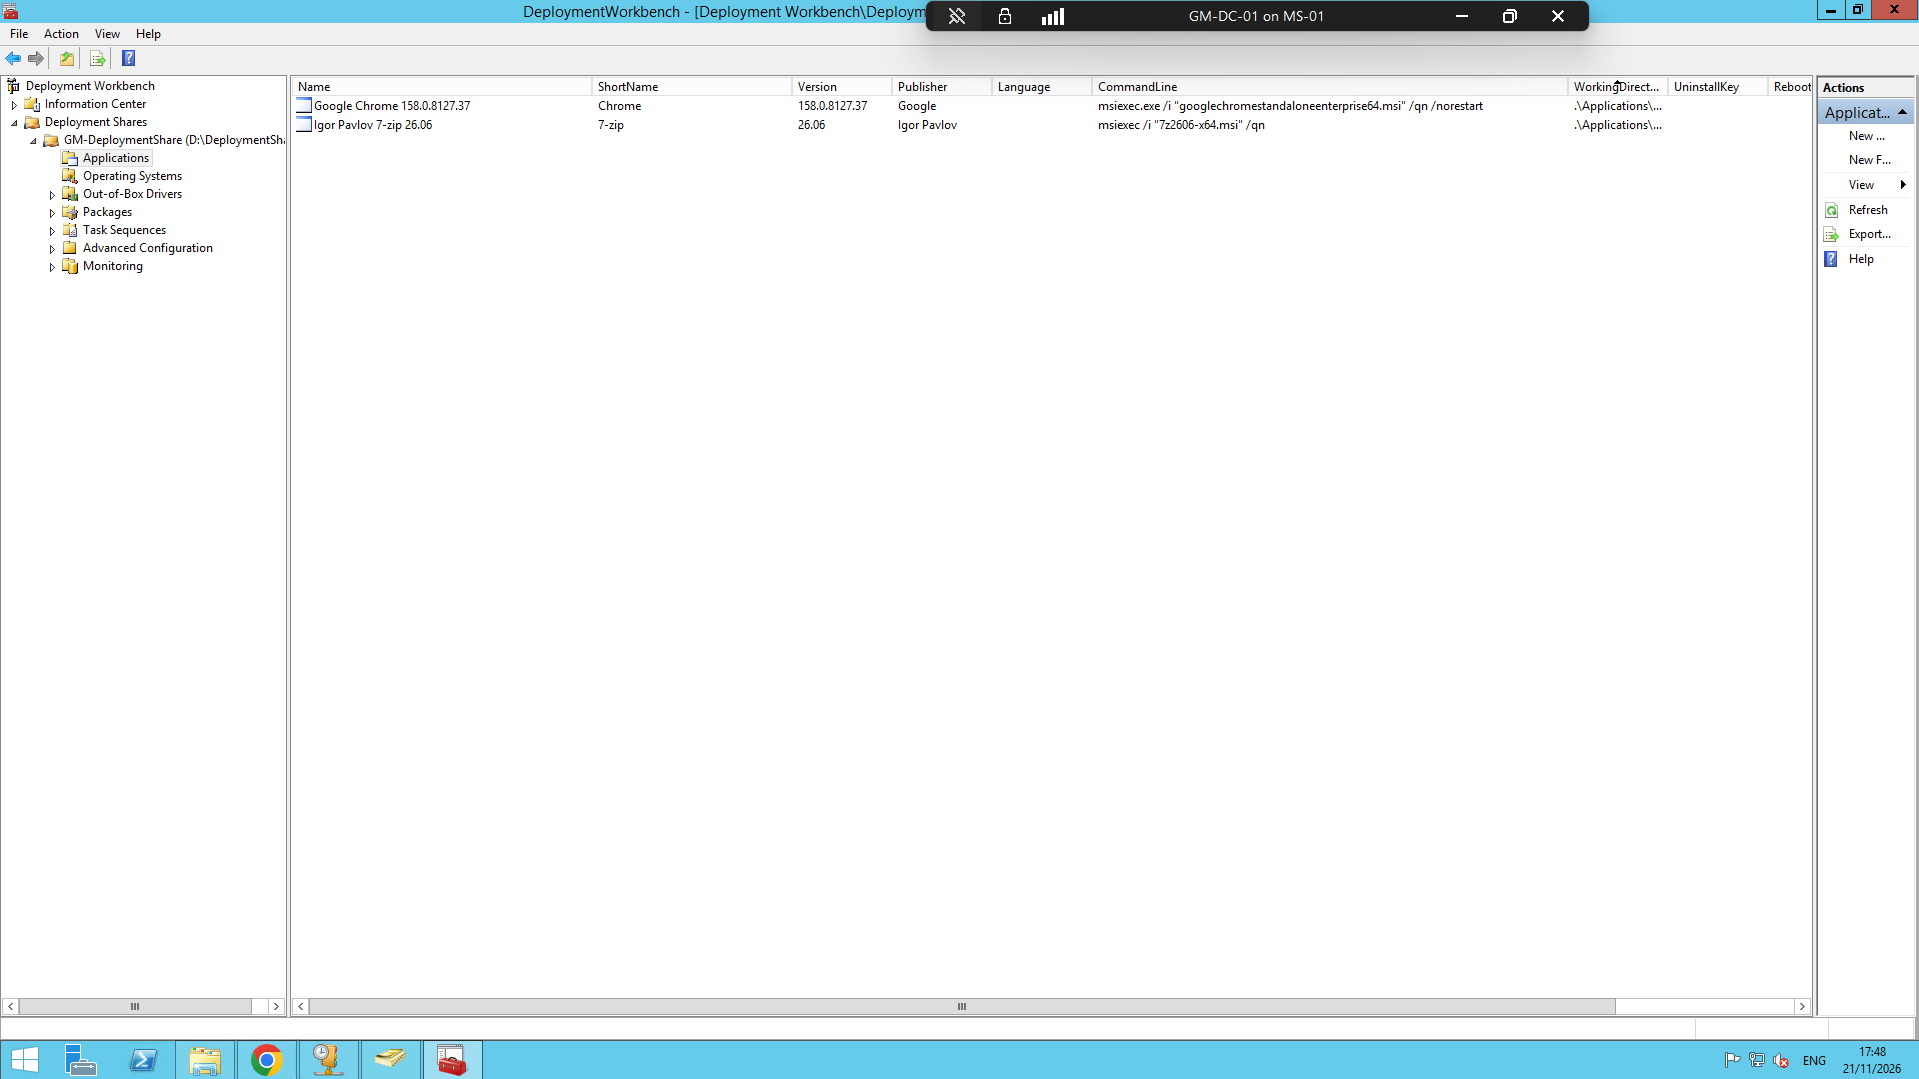 DeploymentWorkbench - [Deployment Workbench\Deploym
GM-DC-01 on MS-01
File Action View Help
Deployment Workbench
Information Center
Deployment Shares
GM-DeploymentShare (D:\DeploymentSha
Applications
Operating Systems
Out-of-Box Drivers
Packages
Task Sequences
Advanced Configuration
Monitoring
Name ShortName Version Publisher Language CommandLine WorkingDirect... UninstallKey Reboot
Google Chrome 158.0.8127.37 Chrome 158.0.8127.37 Google msiexec.exe /i "googlechromestandaloneenterprise64.msi" /qn /norestart .\Applications\...
Igor Pavlov 7-zip 26.06 7-zip 26.06 Igor Pavlov msiexec /i "7z2606-x64.msi" /qn .\Applications\...
Actions
Applicat...
New ...
New F...
View
Refresh
Export...
Help
ENG
17:48
21/11/2026